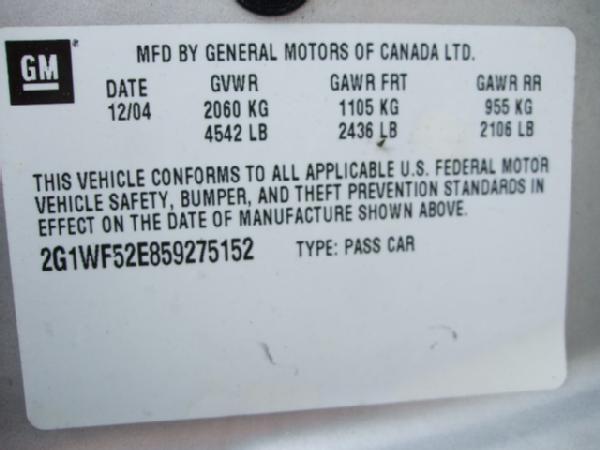 GM
MFD BY GENERAL MOTORS OF CANADA LTD.
DATE GVWR GAWR FRT GAWR RR
12/04 2060 KG 1105 KG 955 KG
4542 LB 2436 LB 2106 LB
THIS VEHICLE CONFORMS TO ALL APPLICABLE U.S. FEDERAL MOTOR
VEHICLE SAFETY, BUMPER, AND THEFT PREVENTION STANDARDS IN
EFFECT ON THE DATE OF MANUFACTURE SHOWN ABOVE.
2G1WF52E859275152 TYPE: PASS CAR